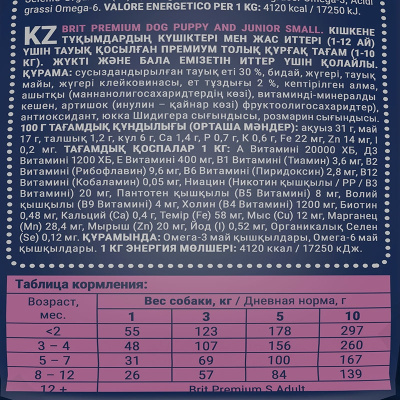 grassi Omega-6. VALORE ENERGETICO PER 1 KG: 4120 kcal / 17250 kJ.
KZ BRIT PREMIUM DOG PUPPY AND JUNIOR SMALL. КІШКЕНЕ
ТҰҚЫМДАРДЫҢ КҮШІКТЕРІ МЕН ЖАС ИТТЕРІ (1-12 АЙ)
ҮШІН ТАУЫҚ ҚОСЫЛҒАН ПРЕМИУМ ТОЛЫҚ ҚҰРҒАҚ ТАҒАМ (1-10
КГ). ЖҮКТІ ЖӘНЕ БАЛА ЕМІЗЕТІН ИТТЕР ҮШІН ҚОЛАЙЛЫ.
ҚҰРАМА: сусыздандырылған тауық еті 30 %, бидай, жүгері, тауық
майы, жүгері клейковинасы, ет тұздығы 2 %, кептірілген алма,
ашытқы (маннанолигосахаридтердің көзі), витаминді-минералды
кешен, артишок (инулин – қайнар көзі) фруктоолигосахаридтер),
антиоксидант, юкка Шидигера сығындысы, розмарин сығындысы.
100 Г ТАҒАМДЫҚ ҚҰНДЫЛЫҒЫ (ОРТАША МӘНДЕР): ақуыз 31 г, май
17 г, талшық 1,2 г, күл 6 г, Ca 1,4 г, P 0,7 г, K 0,6 г, Fe 22 мг, Zn 14 мг, I
0,2 мг. ТАҒАМДЫҚ ҚОСПАЛАР 1 КГ: А Витамині 20000 ХБ, Д3
Витамині 1200 ХБ, Е Витамині 400 мг, В1 Витамині (Тиамин) 3,6 мг, В2
Витамині (Рибофлавин) 9,6 мг, В6 Витамині (Пиридоксин) 2,8 мг, В12
Витамині (Кобаламин) 0,05 мг, Ниацин (Никотин қышқылы / РР / В3
Витамині) 20 мг, Пантотен қышқылы (В5 Витамині) 8 мг, Волий
қышқылы (В9 Витамині) 4 мг, Холин (В4 Витамині) 1200 мг, Биотин
0,48 мг, Кальций (Ca) 0,4 г, Темір (Fe) 58 мг, Мыс (Cu) 12 мг, Марганец
(Mn) 28,4 мг, Мырыш (Zn) 20 мг, Йод (I) 0,52 мг, Органикалық Селен
(Se) 0,12 мг. ҚҰРАМЫНДА: Омега-3 май қышқылдары, Омега-6 май
қышқылдары. 1 КГ ЭНЕРГИЯ МӨЛШЕРІ: 4120 ккал / 17250 кДж.
Таблица кормления:
Возраст, мес. Вес собаки, кг / Дневная норма, г
1 3 5 10
<2 55 123 178 297
3 – 4 48 107 156 260
5 – 7 31 69 100 167
8 – 12 26 57 84 139
12 + Brit Premium S Adult